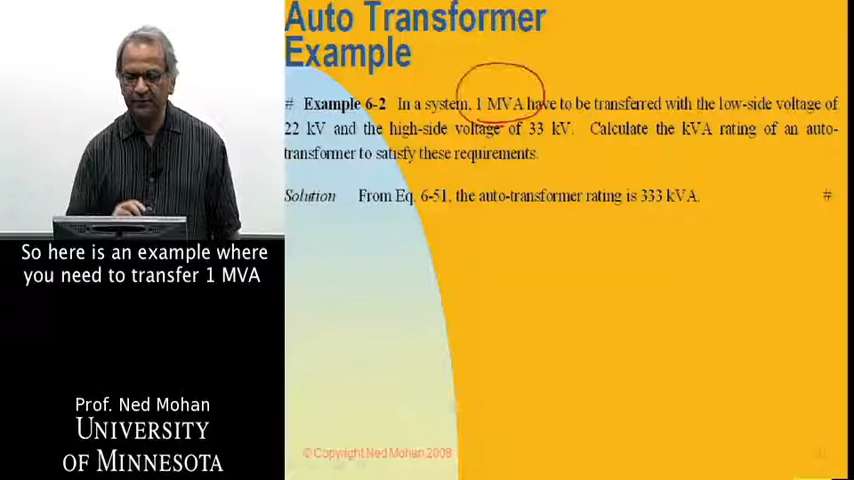 Auto Transformer
Example
# Example 6-2 In a system, 1 MVA have to be transferred with the low-side voltage of
22 kV and the high-side voltage of 33 kV. Calculate the kVA rating of an auto-
transformer to satisfy these requirements.
Solution From Eq. 6-51, the auto-transformer rating is 333 kVA. #
So here is an example where
you need to transfer 1 MVA
Prof. Ned Mohan
UNIVERSITY
OF MINNESOTA
© Copyright Ned Mohan 2008